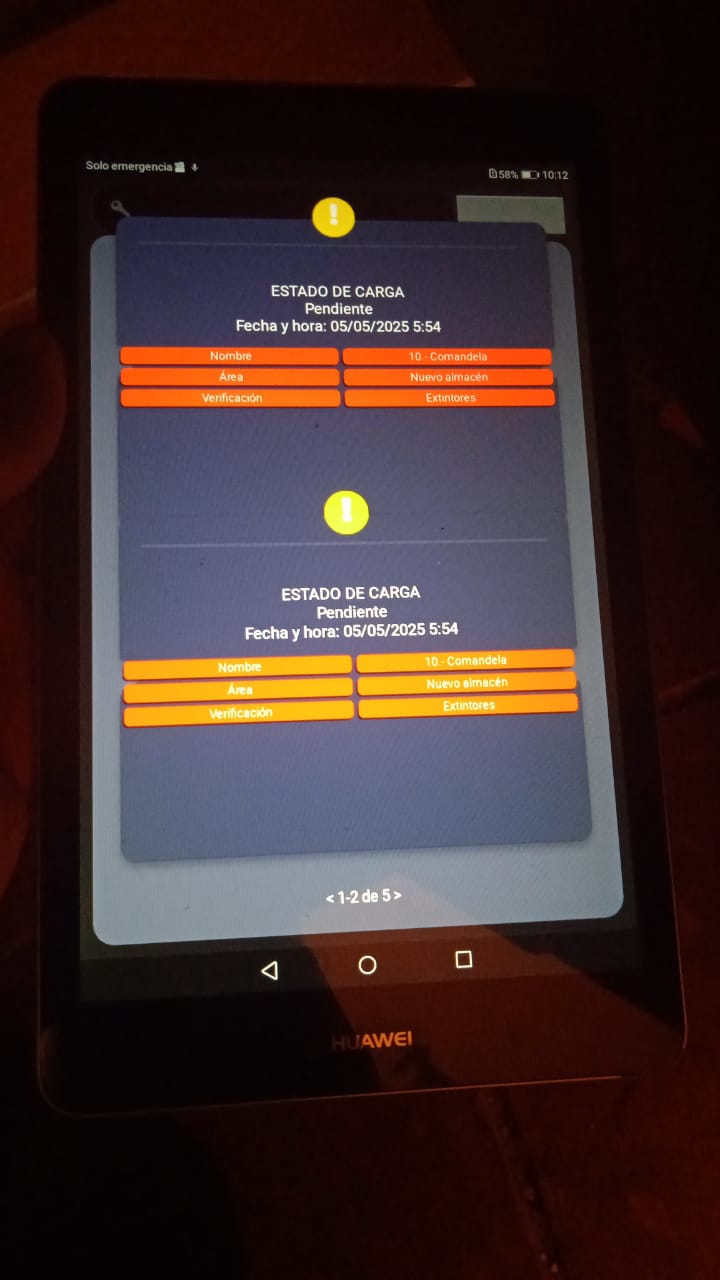 Solo emergencia
58% 10:12
ESTADO DE CARGA
Pendiente
Fecha y hora: 05/05/2025 5:54
Nombre 10.- Comandela
Área Nuevo almacén
Verificación Extintores
ESTADO DE CARGA
Pendiente
Fecha y hora: 05/05/2025 5:54
Nombre 10.- Comandela
Área Nuevo almacén
Verificación Extintores
< 1-2 de 5 >
HUAWEI